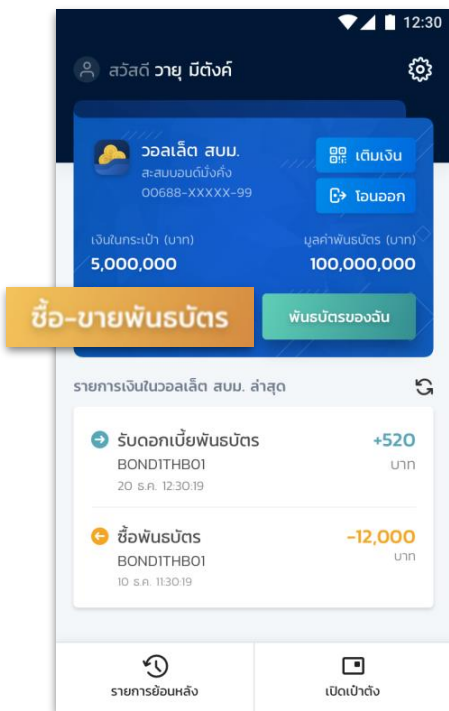 12:30
สวัสดี วายุ มีตังค์
วอลเล็ต สบม.
สะสมบอนด์มั่งคั่ง
00688-XXXXX-99
เติมเงิน
โอนออก
เงินในกระเป๋า (บาท)
5,000,000
มูลค่าพันธบัตร (บาท)
100,000,000
ซื้อ-ขายพันธบัตร
พันธบัตรของฉัน
รายการเงินในวอลเล็ต สบม. ล่าสุด
รับดอกเบี้ยพันธบัตร
+520
BOND1THB01
บาท
20 ธ.ค. 12:30:19
ซื้อพันธบัตร
-12,000
BOND1THB01
บาท
10 ธ.ค. 11:30:19
รายการย้อนหลัง
เปิดเป๋าตัง